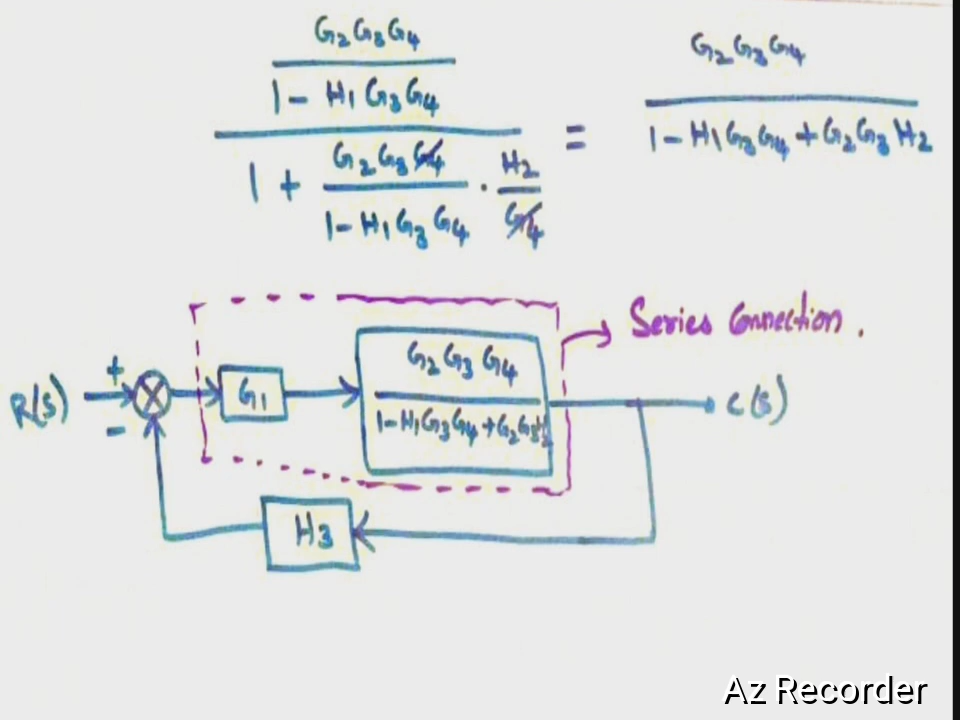 G₂G₃G₄
1 - H₁G₃G₄
1 + G₂G₃G₄ / 1 - H₁G₃G₄ · H₂ / G₄
=
G₂G₃G₄
1 - H₁G₃G₄ + G₂G₃H₂
Series Connection.
R(s)
+
-
G₁
G₂G₃G₄
1 - H₁G₃G₄ + G₂G₃H₂
C(s)
H₃
Az Recorder